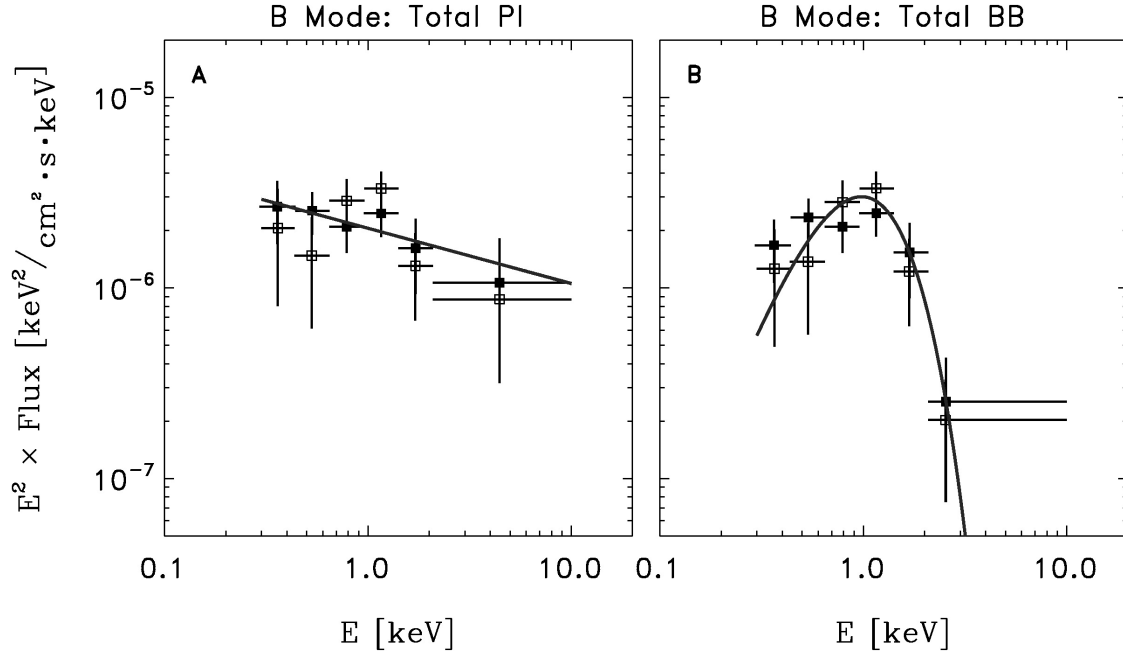 B Mode: Total PI
B Mode: Total BB
A
B
E² × Flux [keV²/cm²·s·keV]
10⁻⁵
10⁻⁶
10⁻⁷
0.1
1.0
10.0
0.1
1.0
10.0
E [keV]
E [keV]